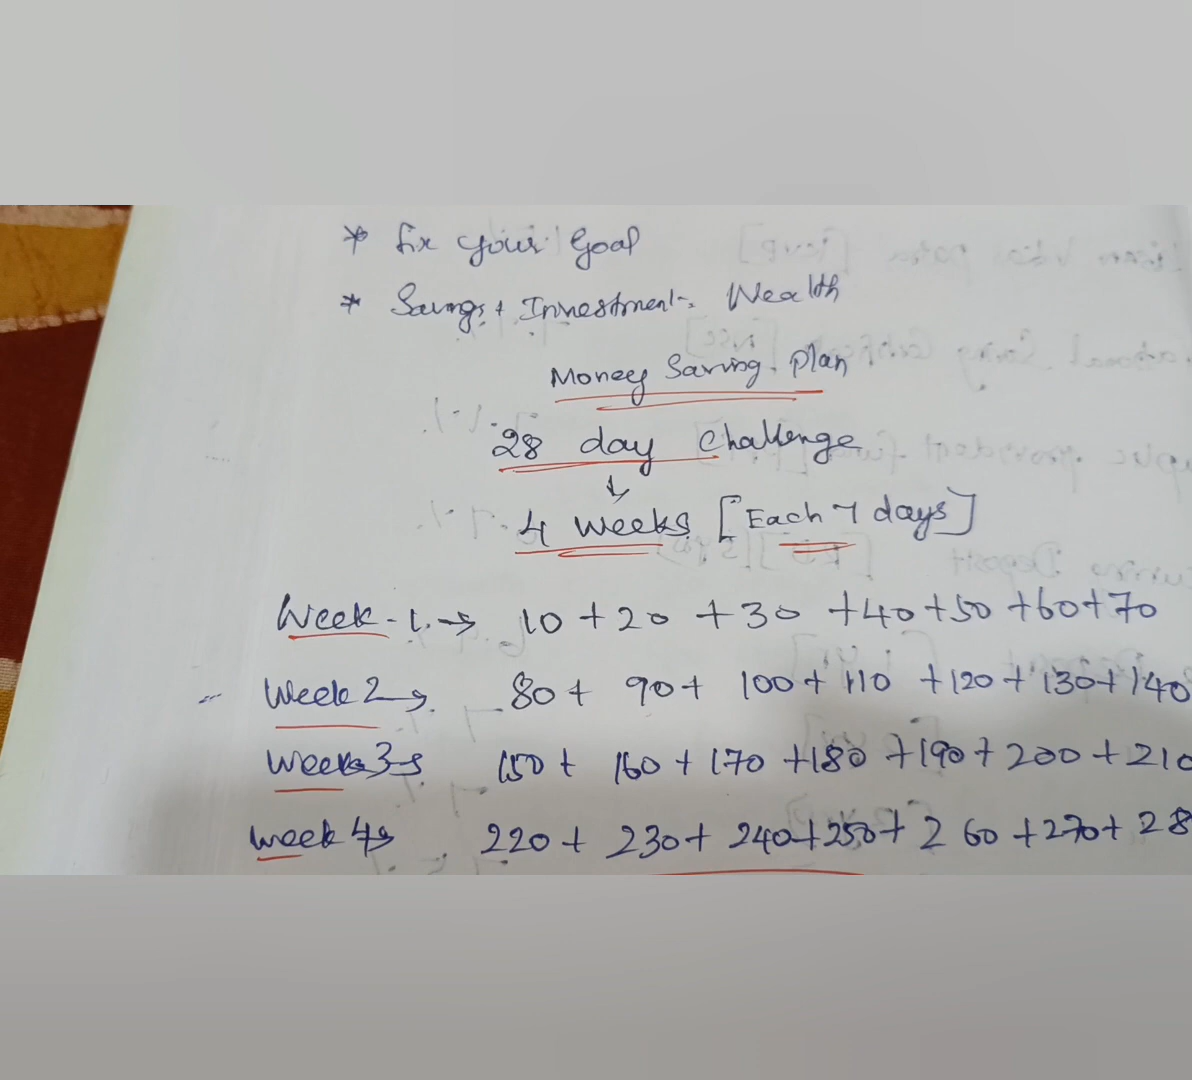 * fix your Goal
* Savings + Investment - Wealth
Money Saving Plan
28 day Challenge
↓
4 weeks [Each 7 days]
Week-1 → 10 + 20 + 30 + 40 + 50 + 60 + 70
Week 2 → 80 + 90 + 100 + 110 + 120 + 130 + 140
Week 3 → 150 + 160 + 170 + 180 + 190 + 200 + 210
Week 4 → 220 + 230 + 240 + 250 + 260 + 270 + 28